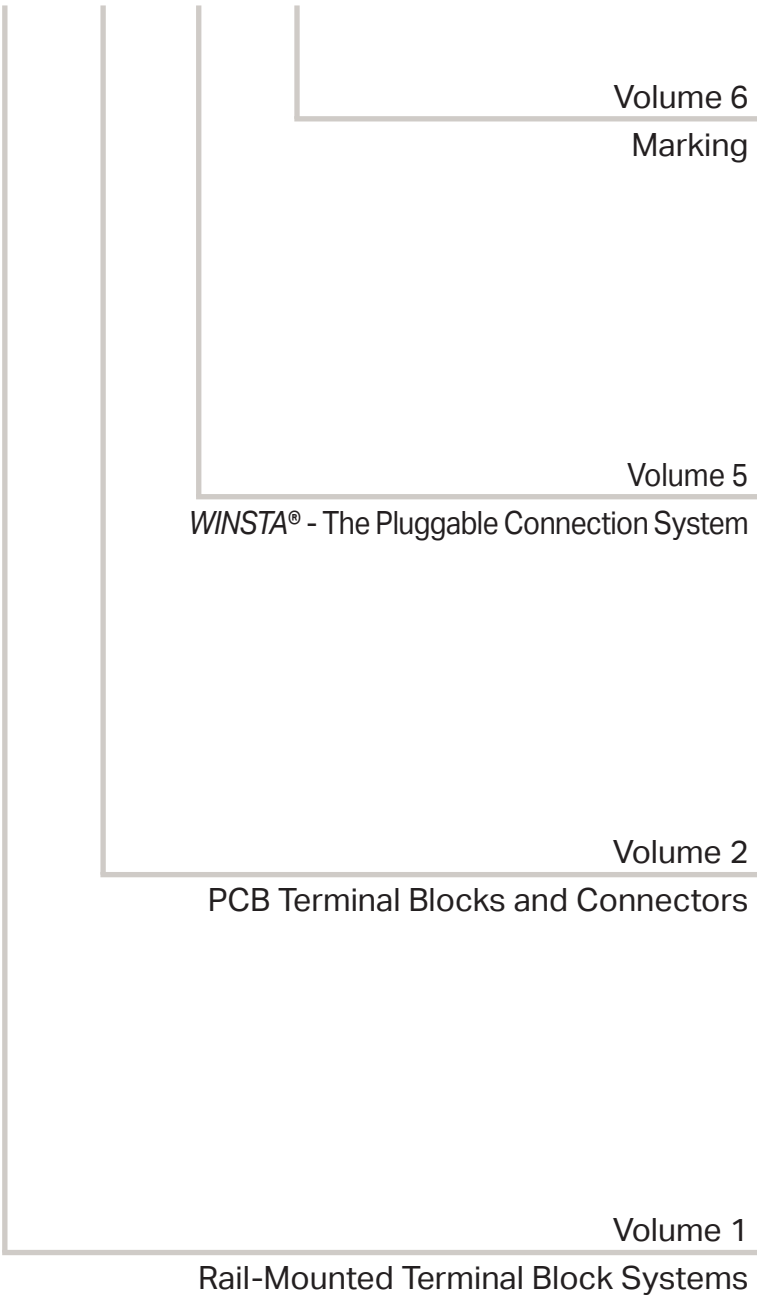 Volume 6
Marking
Volume 5
WINSTA® - The Pluggable Connection System
Volume 2
PCB Terminal Blocks and Connectors
Volume 1
Rail-Mounted Terminal Block Systems